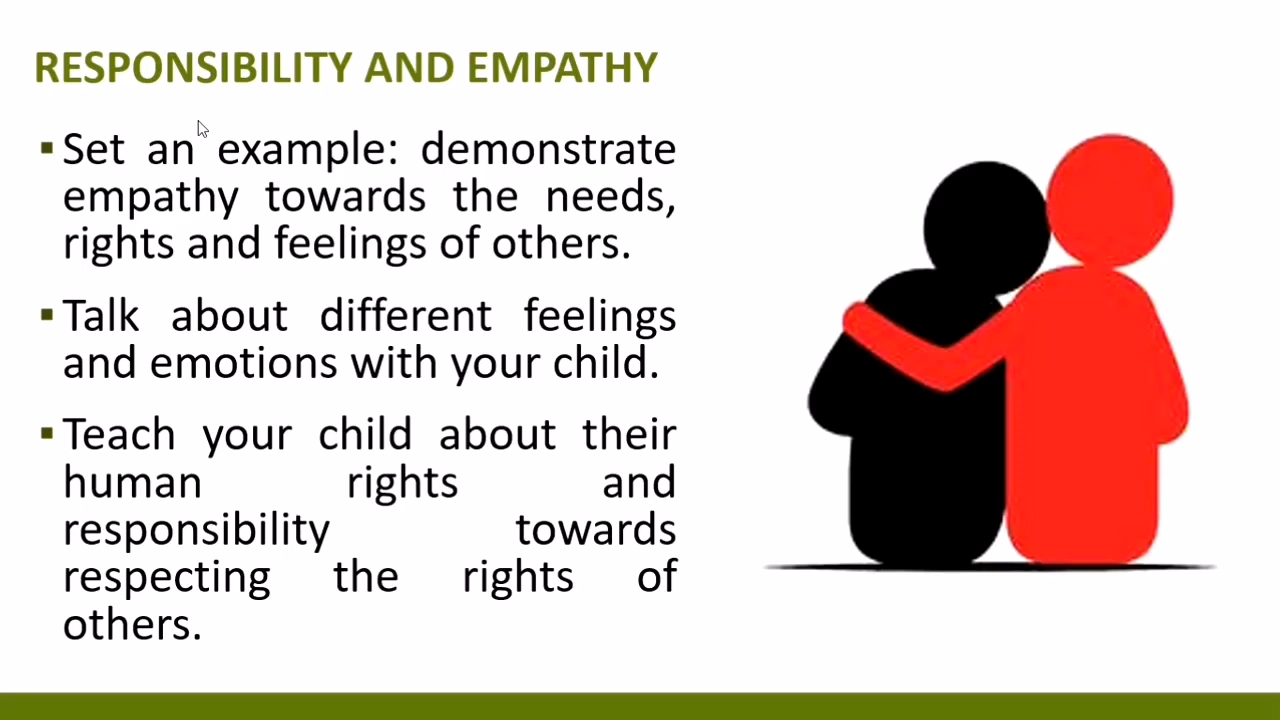 RESPONSIBILITY AND EMPATHY
▪ Set an example: demonstrate
empathy towards the needs,
rights and feelings of others.
▪ Talk about different feelings
and emotions with your child.
▪ Teach your child about their
human rights and
responsibility towards
respecting the rights of
others.